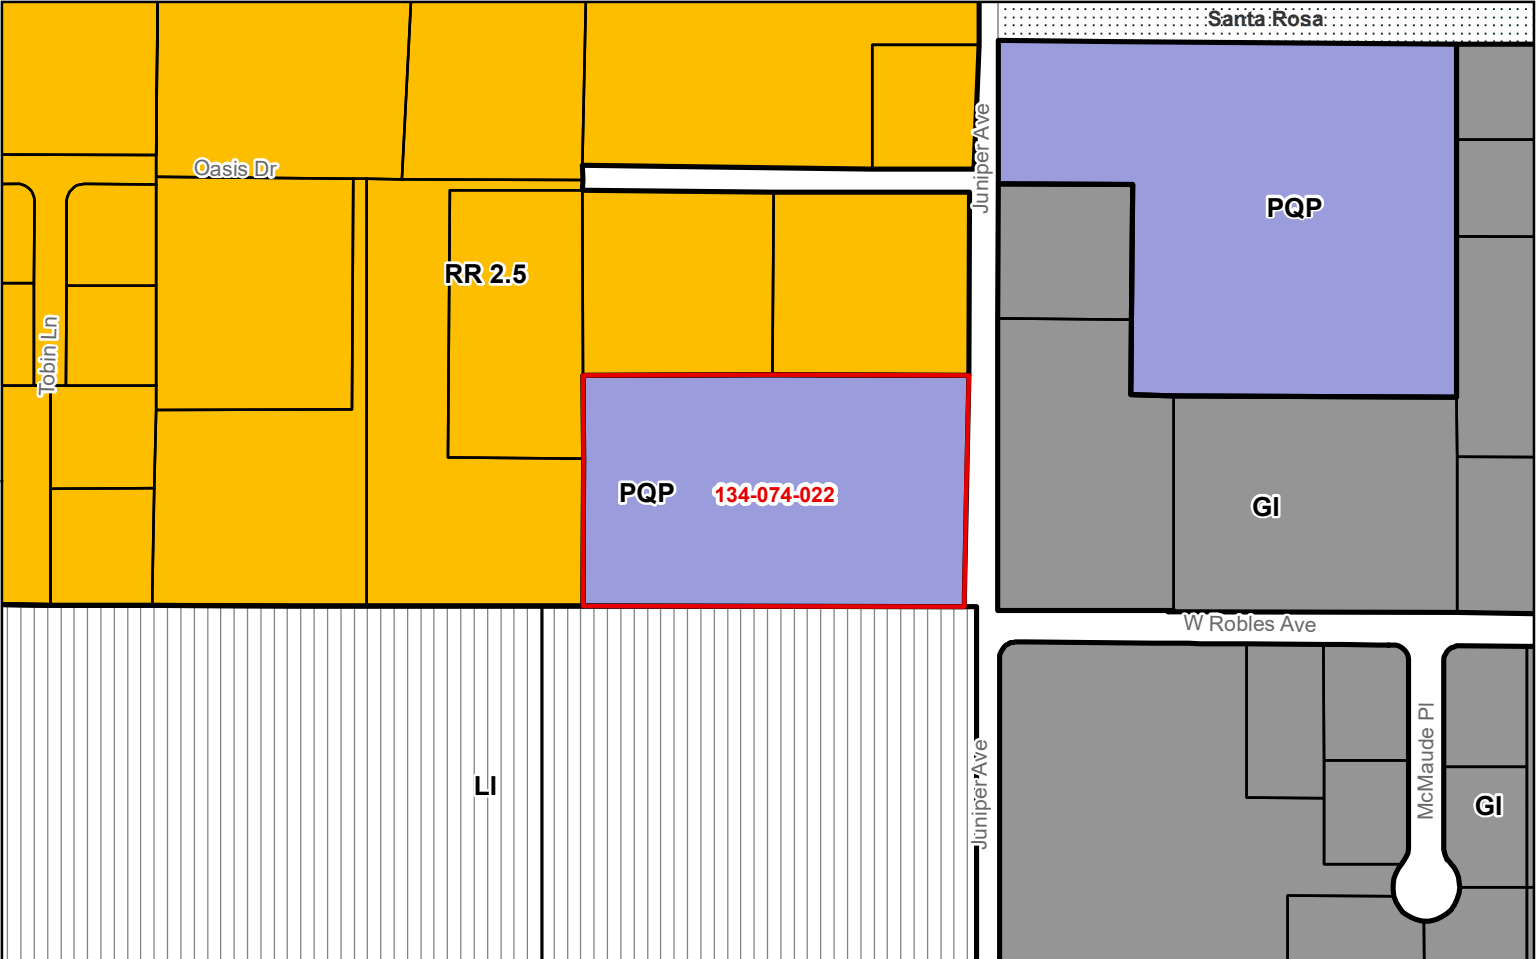 Santa Rosa
Juniper Ave
Oasis Dr
PQP
RR 2.5
Tobin Ln
PQP
134-074-022
GI
W Robles Ave
McMaude Pl
LI
Juniper Ave
GI